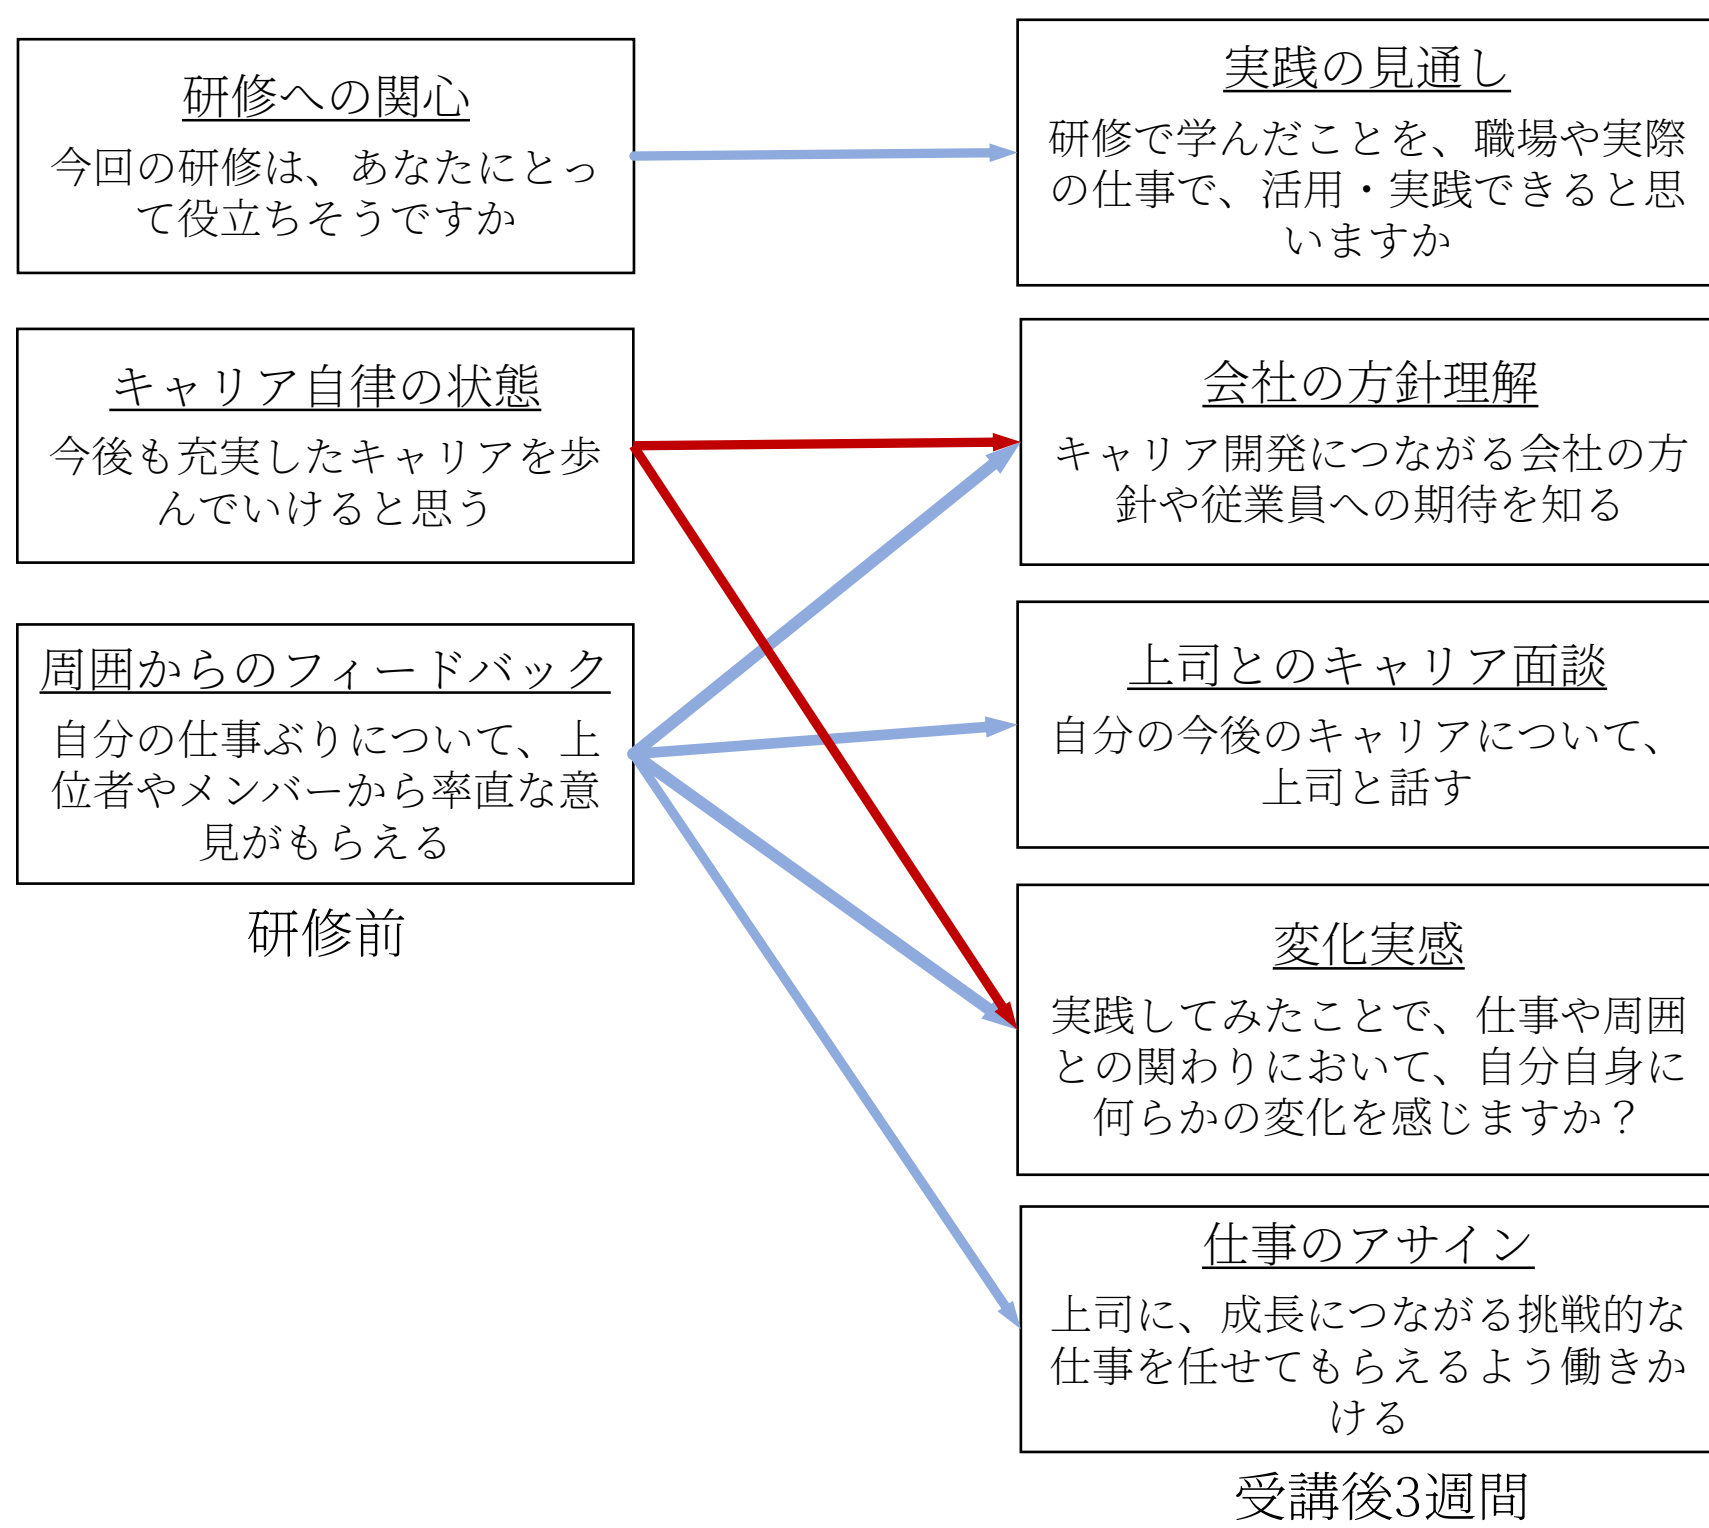 研修への関心
今回の研修は、あなたにとっ
て役立ちそうですか
キャリア自律の状態
今後も充実したキャリアを歩
んでいけると思う
周囲からのフィードバック
自分の仕事ぶりについて、上
位者やメンバーから率直な意
見がもらえる
研修前
実践の見通し
研修で学んだことを、職場や実際
の仕事で、活用・実践できると思
いますか
会社の方針理解
キャリア開発につながる会社の方
針や従業員への期待を知る
上司とのキャリア面談
自分の今後のキャリアについて、
上司と話す
変化実感
実践してみたことで、仕事や周囲
との関わりにおいて、自分自身に
何らかの変化を感じますか？
仕事のアサイン
上司に、成長につながる挑戦的な
仕事を任せてもらえるよう働きか
ける
受講後3週間